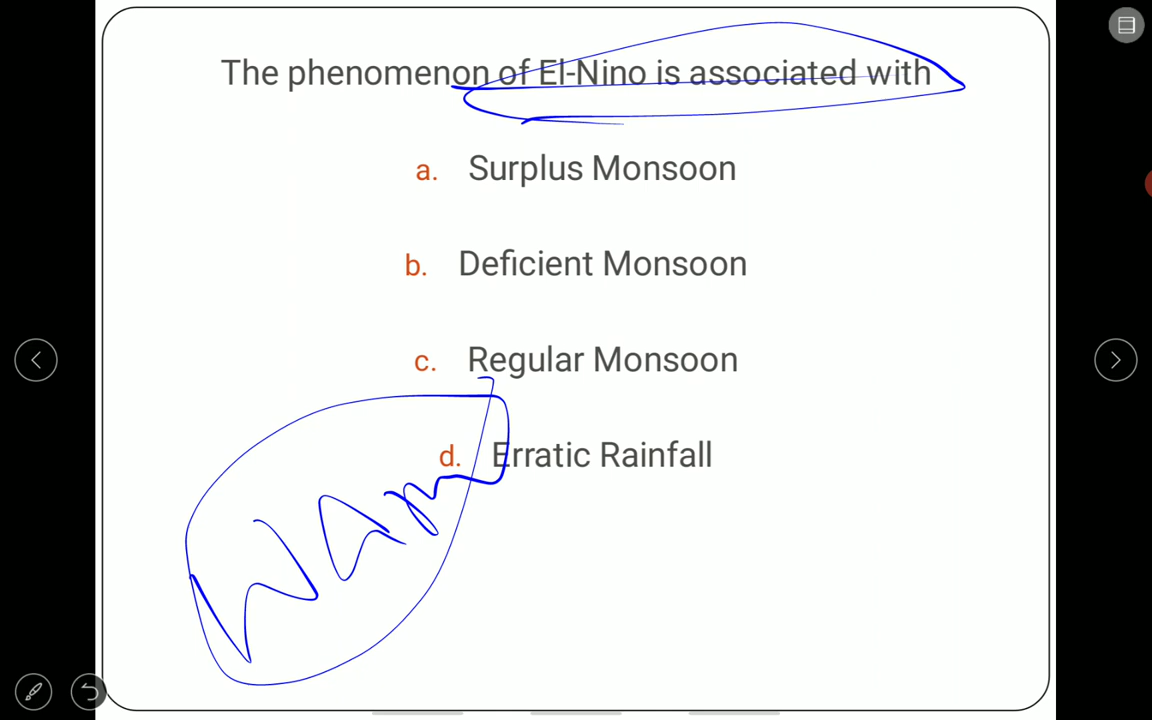 The phenomenon of El-Nino is associated with
a. Surplus Monsoon
b. Deficient Monsoon
c. Regular Monsoon
d. Erratic Rainfall